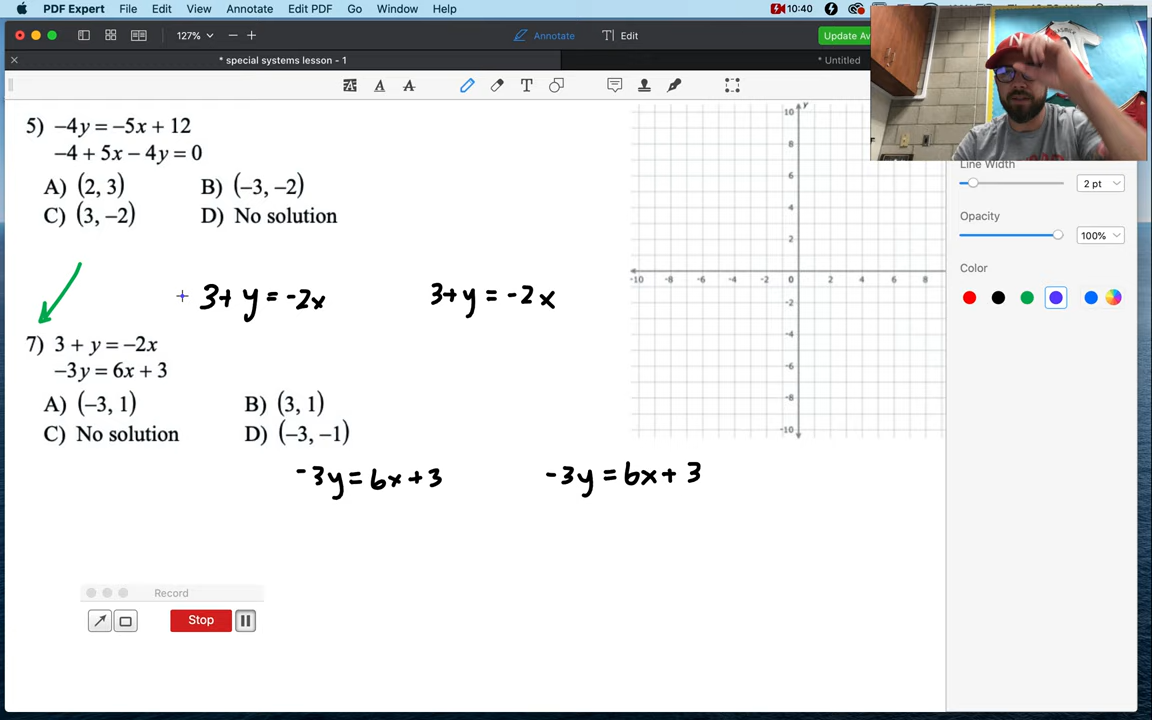 PDF Expert File Edit View Annotate Edit PDF Go Window Help 10:40
127% Annotate T Edit Update Av
* special systems lesson - 1 * Untitled
5) –4y = –5x + 12
–4 + 5x – 4y = 0
A) (2, 3) B) (–3, –2)
C) (3, –2) D) No solution
3+ y = -2x 3+y = -2x
7) 3 + y = –2x
–3y = 6x + 3
A) (–3, 1) B) (3, 1)
C) No solution D) (–3, –1)
-3y = 6x + 3 -3y = 6x + 3
y
10
8
6
4
2
-10 -8 -6 -4 -2 0 2 4 6 8
-2
-4
-6
-8
-10
Line Width
2 pt
Opacity
100%
Color
Record
Stop